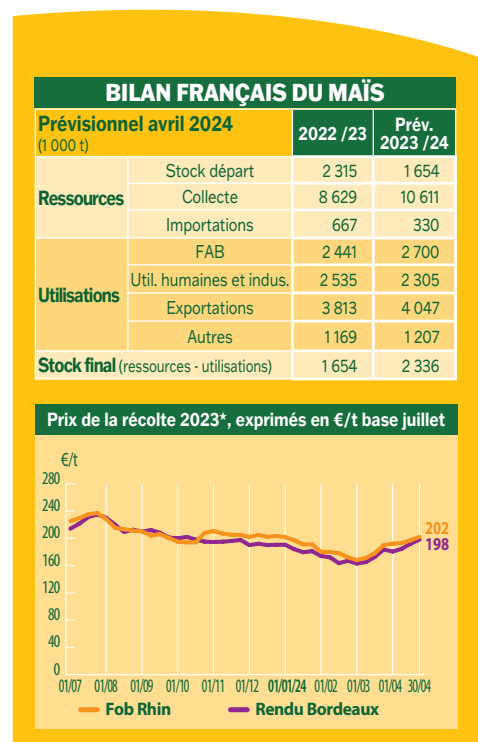 BILAN FRANÇAIS DU MAÏS
Prévisionnel avril 2024
(1 000 t)
2022 /23
Prév.
2023 /24
Ressources
Stock départ 2 315 1 654
Collecte 8 629 10 611
Importations 667 330
Utilisations
FAB 2 441 2 700
Util. humaines et indus. 2 535 2 305
Exportations 3 813 4 047
Autres 1 169 1 207
Stock final (ressources - utilisations) 1 654 2 336
Prix de la récolte 2023*, exprimés en €/t base juillet
€/t
280
240
200
160
120
80
40
0
202
198
01/07 01/08 01/09 01/10 01/11 01/12 01/01/24 01/02 01/03 01/04 30/04
Fob Rhin Rendu Bordeaux